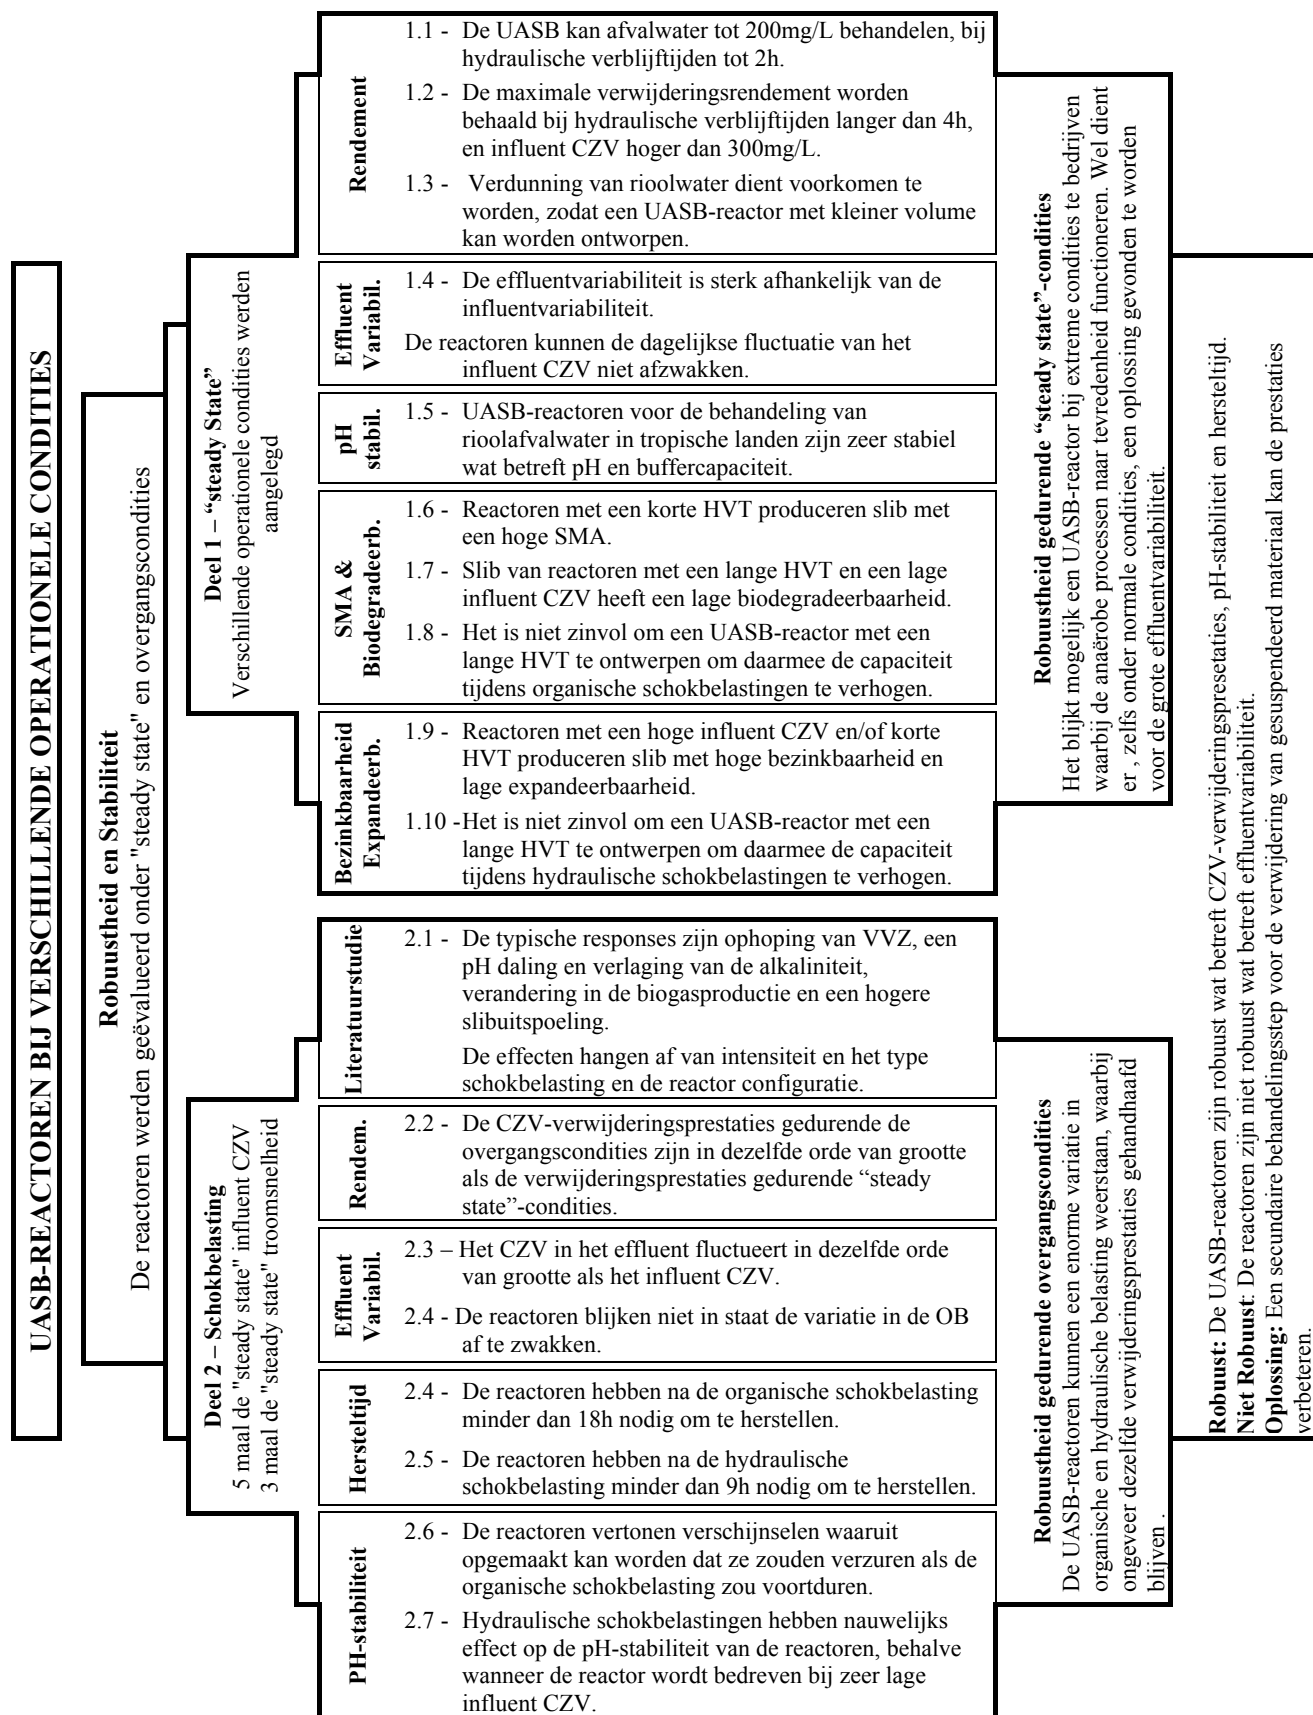 UASB-REACTOREN BIJ VERSCHILLENDE OPERATIONELE CONDITIES
Robuustheid en Stabiliteit
De reactoren werden geëvalueerd onder "steady state" en overgangscondities
Deel 1 – “steady State”
Verschillende operationele condities werden
aangelegd
Rendement
1.1 - De UASB kan afvalwater tot 200mg/L behandelen, bij
hydraulische verblijftijden tot 2h.
1.2 - De maximale verwijderingsrendement worden
behaald bij hydraulische verblijftijden langer dan 4h,
en influent CZV hoger dan 300mg/L.
1.3 - Verdunning van rioolwater dient voorkomen te
worden, zodat een UASB-reactor met kleiner volume
kan worden ontworpen.
Effluent
Variabil.
1.4 - De effluentvariabiliteit is sterk afhankelijk van de
influentvariabiliteit.
De reactoren kunnen de dagelijkse fluctuatie van het
influent CZV niet afzwakken.
pH
stabil.
1.5 - UASB-reactoren voor de behandeling van
rioolafvalwater in tropische landen zijn zeer stabiel
wat betreft pH en buffercapaciteit.
SMA &
Biodegradeerb.
1.6 - Reactoren met een korte HVT produceren slib met
een hoge SMA.
1.7 - Slib van reactoren met een lange HVT en een lage
influent CZV heeft een lage biodegradeerbaarheid.
1.8 - Het is niet zinvol om een UASB-reactor met een
lange HVT te ontwerpen om daarmee de capaciteit
tijdens organische schokbelastingen te verhogen.
Bezinkbaarheid
Expandeerb.
1.9 - Reactoren met een hoge influent CZV en/of korte
HVT produceren slib met hoge bezinkbaarheid en
lage expandeerbaarheid.
1.10 -Het is niet zinvol om een UASB-reactor met een
lange HVT te ontwerpen om daarmee de capaciteit
tijdens hydraulische schokbelastingen te verhogen.
Robuustheid gedurende “steady state”-condities
Het blijkt mogelijk een UASB-reactor bij extreme condities te bedrijven
waarbij de anaërobe processen naar tevredenheid functioneren. Wel dient
er , zelfs onder normale condities, een oplossing gevonden te worden
voor de grote effluentvariabiliteit.
Deel 2 – Schokbelasting
5 maal de "steady state" influent CZV
3 maal de "steady state" troomsnelheid
Literatuurstudie
2.1 - De typische responses zijn ophoping van VVZ, een
pH daling en verlaging van de alkaliniteit,
verandering in de biogasproductie en een hogere
slibuitspoeling.
De effecten hangen af van intensiteit en het type
schokbelasting en de reactor configuratie.
Rendem.
2.2 - De CZV-verwijderingsprestaties gedurende de
overgangscondities zijn in dezelfde orde van grootte
als de verwijderingsprestaties gedurende “steady
state”-condities.
Effluent
Variabil.
2.3 – Het CZV in het effluent fluctueert in dezelfde orde
van grootte als het influent CZV.
2.4 - De reactoren blijken niet in staat de variatie in de OB
af te zwakken.
Hersteltijd
2.4 - De reactoren hebben na de organische schokbelasting
minder dan 18h nodig om te herstellen.
2.5 - De reactoren hebben na de hydraulische
schokbelasting minder dan 9h nodig om te herstellen.
PH-stabiliteit
2.6 - De reactoren vertonen verschijnselen waaruit
opgemaakt kan worden dat ze zouden verzuren als de
organische schokbelasting zou voortduren.
2.7 - Hydraulische schokbelastingen hebben nauwelijks
effect op de pH-stabiliteit van de reactoren, behalve
wanneer de reactor wordt bedreven bij zeer lage
influent CZV.
Robuustheid gedurende overgangscondities
De UASB-reactoren kunnen een enorme variatie in
organische en hydraulische belasting weerstaan, waarbij
ongeveer dezelfde verwijderingsprestaties gehandhaafd
blijven .
Robuust: De UASB-reactoren zijn robuust wat betreft CZV-verwijderingspresetaties, pH-stabiliteit en hersteltijd.
Niet Robuust: De reactoren zijn niet robuust wat betreft effluentvariabiliteit.
Oplossing: Een secundaire behandelingsstep voor de verwijdering van gesuspendeerd materiaal kan de prestaties
verbeteren.